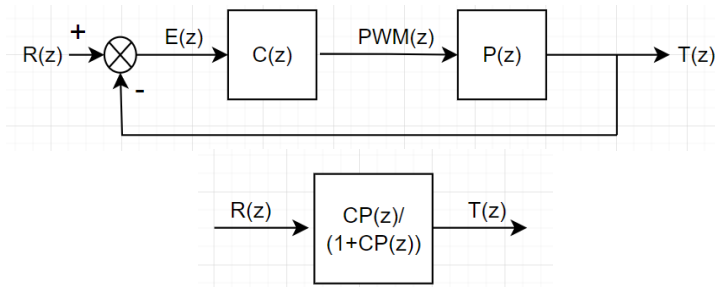 +
R(z)
E(z)
C(z)
PWM(z)
P(z)
T(z)
-
R(z)
CP(z)/
(1+CP(z))
T(z)